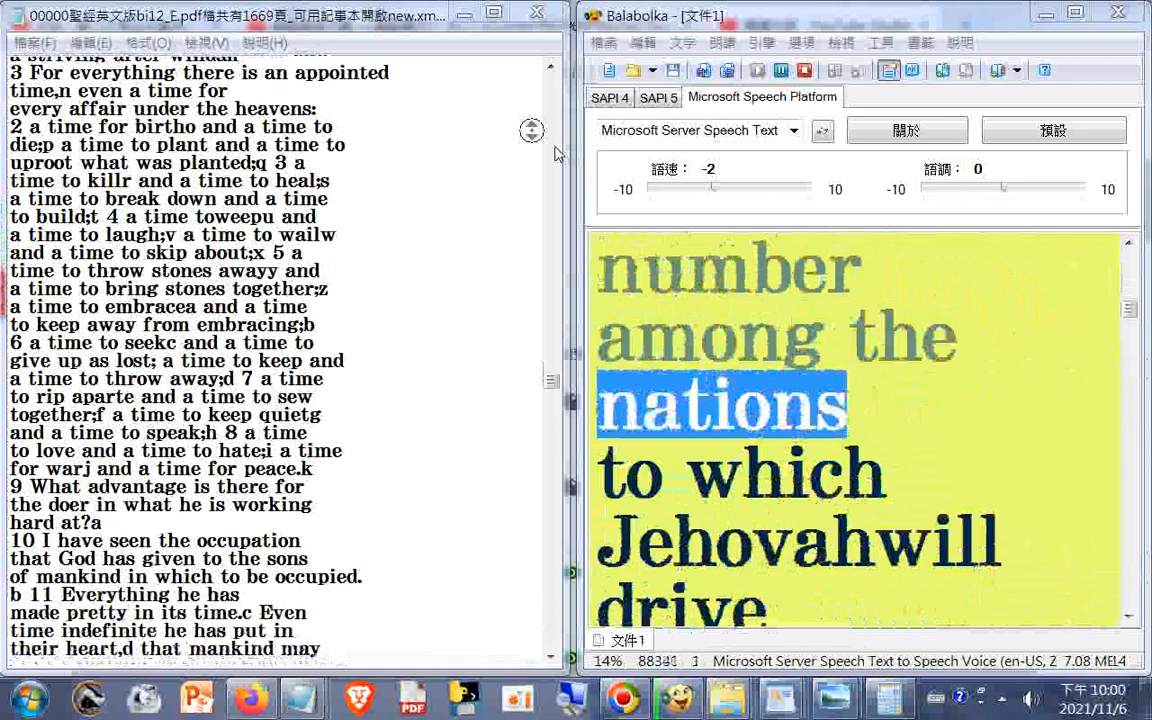 00000聖經英文版bi12_E.pdf檔共有1669頁_可用記事本開啟new.xm...
檔案(F) 編輯(E) 格式(O) 檢視(V) 說明(H)
3 For everything there is an appointed
time,n even a time for
every affair under the heavens:
2 a time for birtho and a time to
die;p a time to plant and a time to
uproot what was planted;q 3 a
time to killr and a time to heal;s
a time to break down and a time
to build;t 4 a time toweepu and
a time to laugh;v a time to wailw
and a time to skip about;x 5 a
time to throw stones awayy and
a time to bring stones together;z
a time to embracea and a time
to keep away from embracing;b
6 a time to seekc and a time to
give up as lost; a time to keep and
a time to throw away;d 7 a time
to rip aparte and a time to sew
together;f a time to keep quietg
and a time to speak;h 8 a time
to love and a time to hate;i a time
for warj and a time for peace.k
9 What advantage is there for
the doer in what he is working
hard at?a
10 I have seen the occupation
that God has given to the sons
of mankind in which to be occupied.
b 11 Everything he has
made pretty in its time.c Even
time indefinite he has put in
their heart,d that mankind may
Balabolka - [文件1]
檔案 編輯 文字 朗讀 引擎 選項 檢視 工具 書籤 說明
SAPI 4 SAPI 5 Microsoft Speech Platform
Microsoft Server Speech Text 關於 預設
語速： -2 語調： 0
-10 10 -10 10
number
among the
nations
to which
Jehovahwill
drive
文件1
14% Microsoft Server Speech Text to Speech Voice (en-US, 2 7.08 MB
下午 10:00
2021/11/6